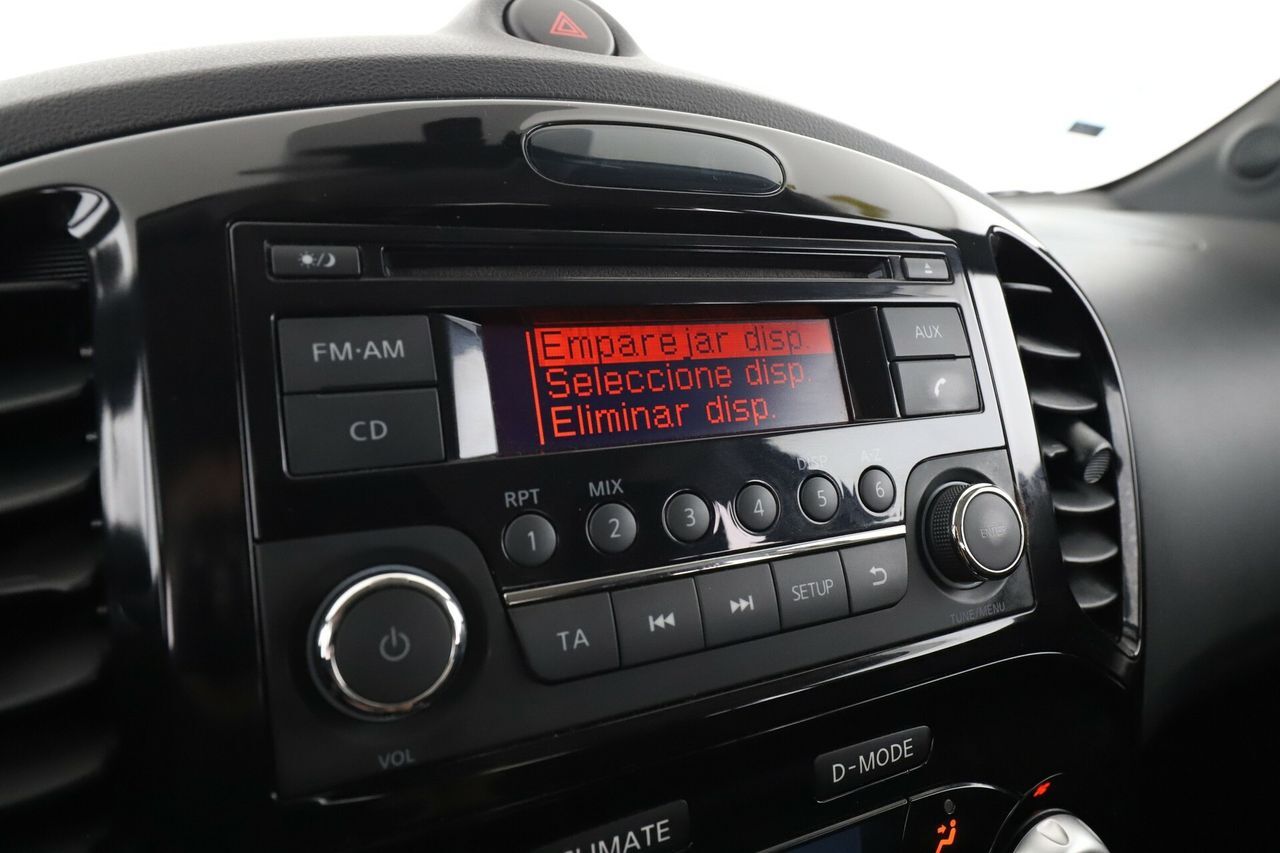 FM·AM
CD
Emparejar disp.
Seleccione disp.
Eliminar disp.
AUX
RPT
MIX
DISP
A-Z
1
2
3
4
5
6
TA
SETUP
ENTER
TUNE/MENU
VOL
D-MODE
CLIMATE